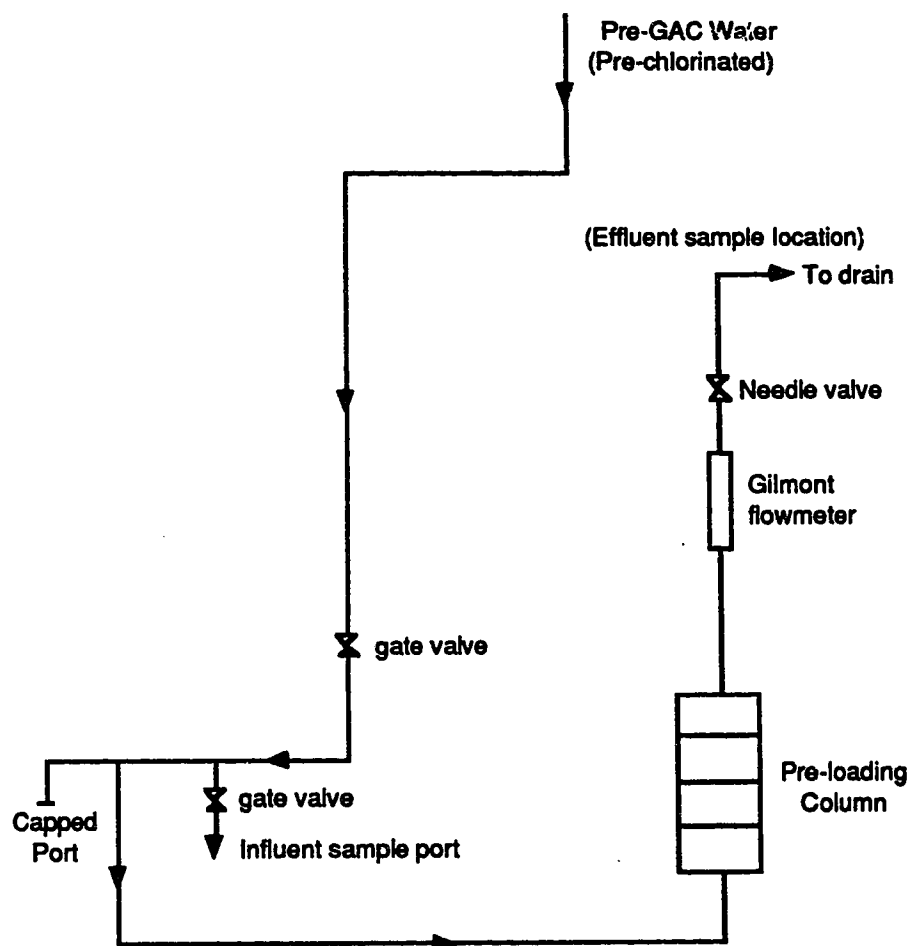 Pre-GAC Water
(Pre-chlorinated)
(Effluent sample location)
To drain
Needle valve
Gilmont
flowmeter
gate valve
Pre-loading
Column
gate valve
Capped
Port
Influent sample port